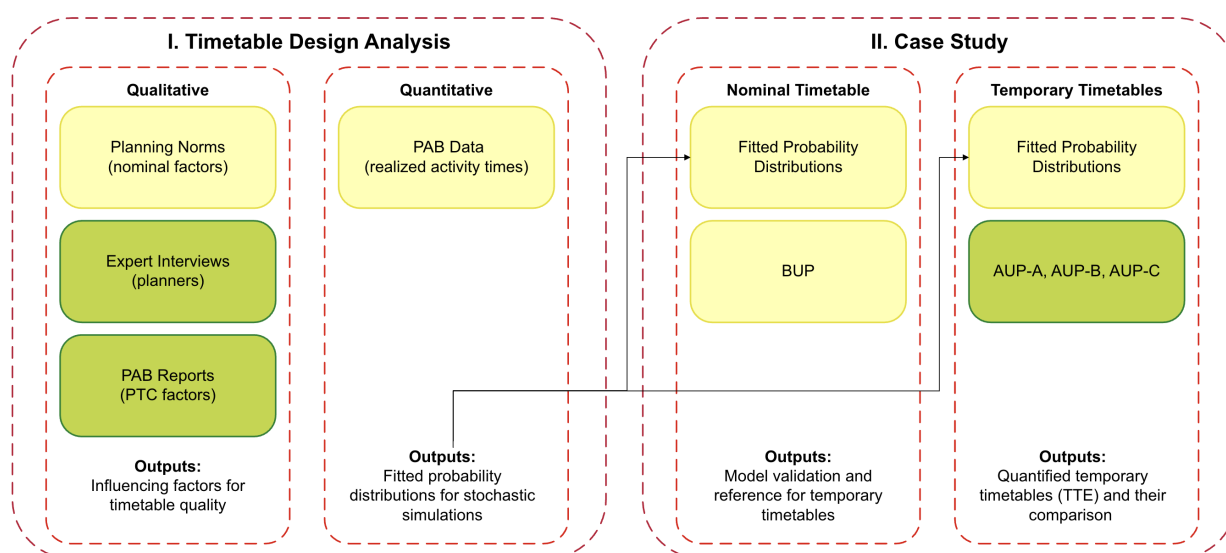 I. Timetable Design Analysis
Qualitative
Planning Norms
(nominal factors)
Expert Interviews
(planners)
PAB Reports
(PTC factors)
Outputs:
Influencing factors for
timetable quality
Quantitative
PAB Data
(realized activity times)
Outputs:
Fitted probability
distributions for stochastic
simulations
II. Case Study
Nominal Timetable
Fitted Probability
Distributions
BUP
Outputs:
Model validation and
reference for temporary
timetables
Temporary Timetables
Fitted Probability
Distributions
AUP-A, AUP-B, AUP-C
Outputs:
Quantified temporary
timetables (TTE) and their
comparison